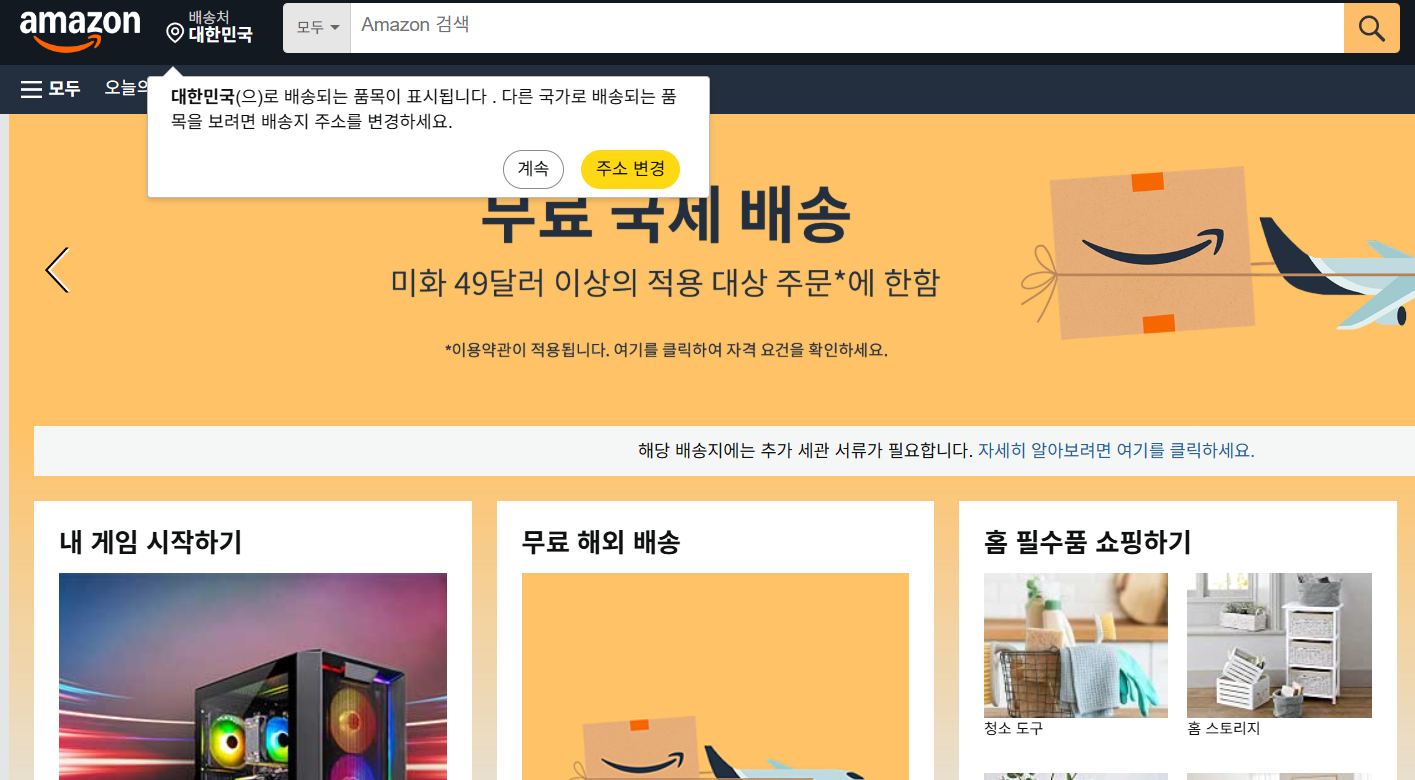 amazon
배송처
대한민국
모두
Amazon 검색
모두
오늘의
대한민국(으)로 배송되는 품목이 표시됩니다 . 다른 국가로 배송되는 품
목을 보려면 배송지 주소를 변경하세요.
계속
주소 변경
무료 국제 배송
미화 49달러 이상의 적용 대상 주문*에 한함
*이용약관이 적용됩니다. 여기를 클릭하여 자격 요건을 확인하세요.
해당 배송지에는 추가 세관 서류가 필요합니다. 자세히 알아보려면 여기를 클릭하세요.
내 게임 시작하기
무료 해외 배송
홈 필수품 쇼핑하기
청소 도구
홈 스토리지